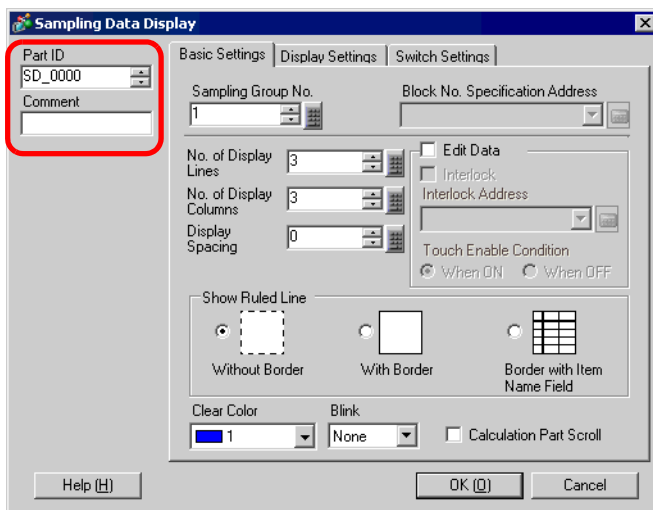 Sampling Data Display
Part ID
SD_0000
Comment
Basic Settings
Display Settings
Switch Settings
Sampling Group No.
1
Block No. Specification Address
No. of Display
Lines
3
No. of Display
Columns
3
Display
Spacing
0
Edit Data
Interlock
Interlock Address
Touch Enable Condition
When ON
When OFF
Show Ruled Line
Without Border
With Border
Border with Item
Name Field
Clear Color
1
Blink
None
Calculation Part Scroll
Help (H)
OK (O)
Cancel